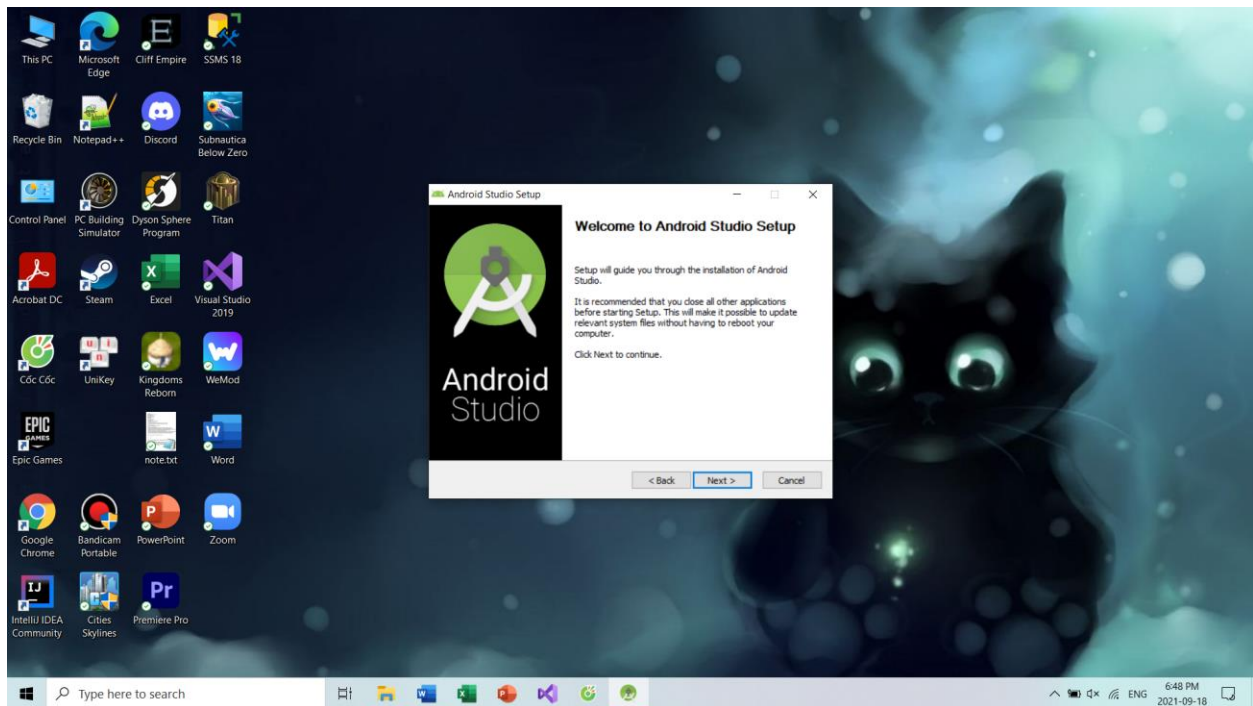 This PC
Microsoft
Edge
Cliff Empire
SSMS 18
Recycle Bin
Notepad++
Discord
Subnautica
Below Zero
Control Panel
PC Building
Simulator
Dyson Sphere
Program
Titan
Acrobat DC
Steam
Excel
Visual Studio
2019
Cốc Cốc
UniKey
Kingdoms
Reborn
WeMod
EPIC
GAMES
Epic Games
note.txt
Word
Google
Chrome
Bandicam
Portable
PowerPoint
Zoom
IntelliJ IDEA
Community
Cities
Skylines
Premiere Pro
Android Studio Setup
Android
Studio
Welcome to Android Studio Setup
Setup will guide you through the installation of Android
Studio.
It is recommended that you close all other applications
before starting Setup. This will make it possible to update
relevant system files without having to reboot your
computer.
Click Next to continue.
< Back
Next >
Cancel
Type here to search
ENG
6:48 PM
2021-09-18